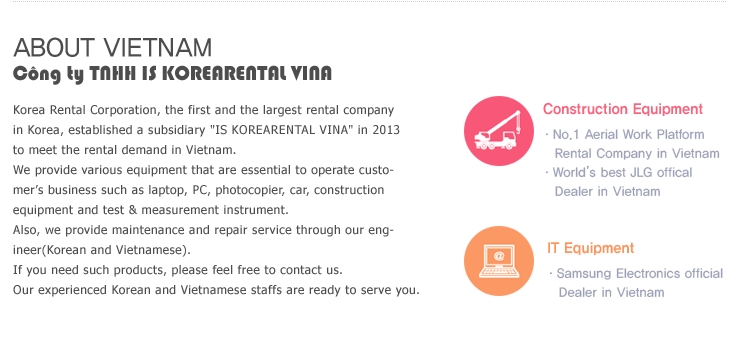 ABOUT VIETNAM
Công ty TNHH IS KOREARENTAL VINA
Korea Rental Corporation, the first and the largest rental company
in Korea, established a subsidiary "IS KOREARENTAL VINA" in 2013
to meet the rental demand in Vietnam.
We provide various equipment that are essential to operate custo-
mer's business such as laptop, PC, photocopier, car, construction
equipment and test & measurement instrument.
Also, we provide maintenance and repair service through our eng-
ineer(Korean and Vietnamese).
If you need such products, please feel free to contact us.
Our experienced Korean and Vietnamese staffs are ready to serve you.
Construction Equipment
· No.1 Aerial Work Platform
Rental Company in Vietnam
· World's best JLG offical
Dealer in Vietnam
@
IT Equipment
· Samsung Electronics official
Dealer in Vietnam